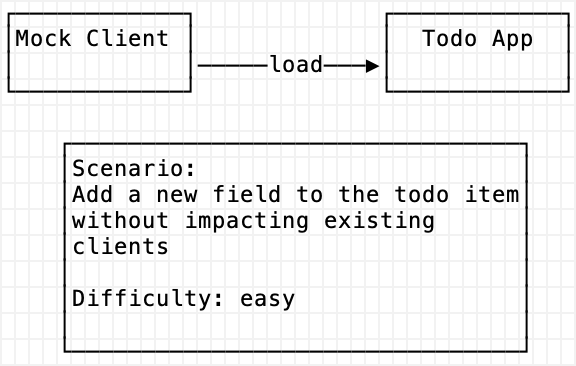 Mock Client
load
Todo App
Scenario:
Add a new field to the todo item
without impacting existing
clients
Difficulty: easy